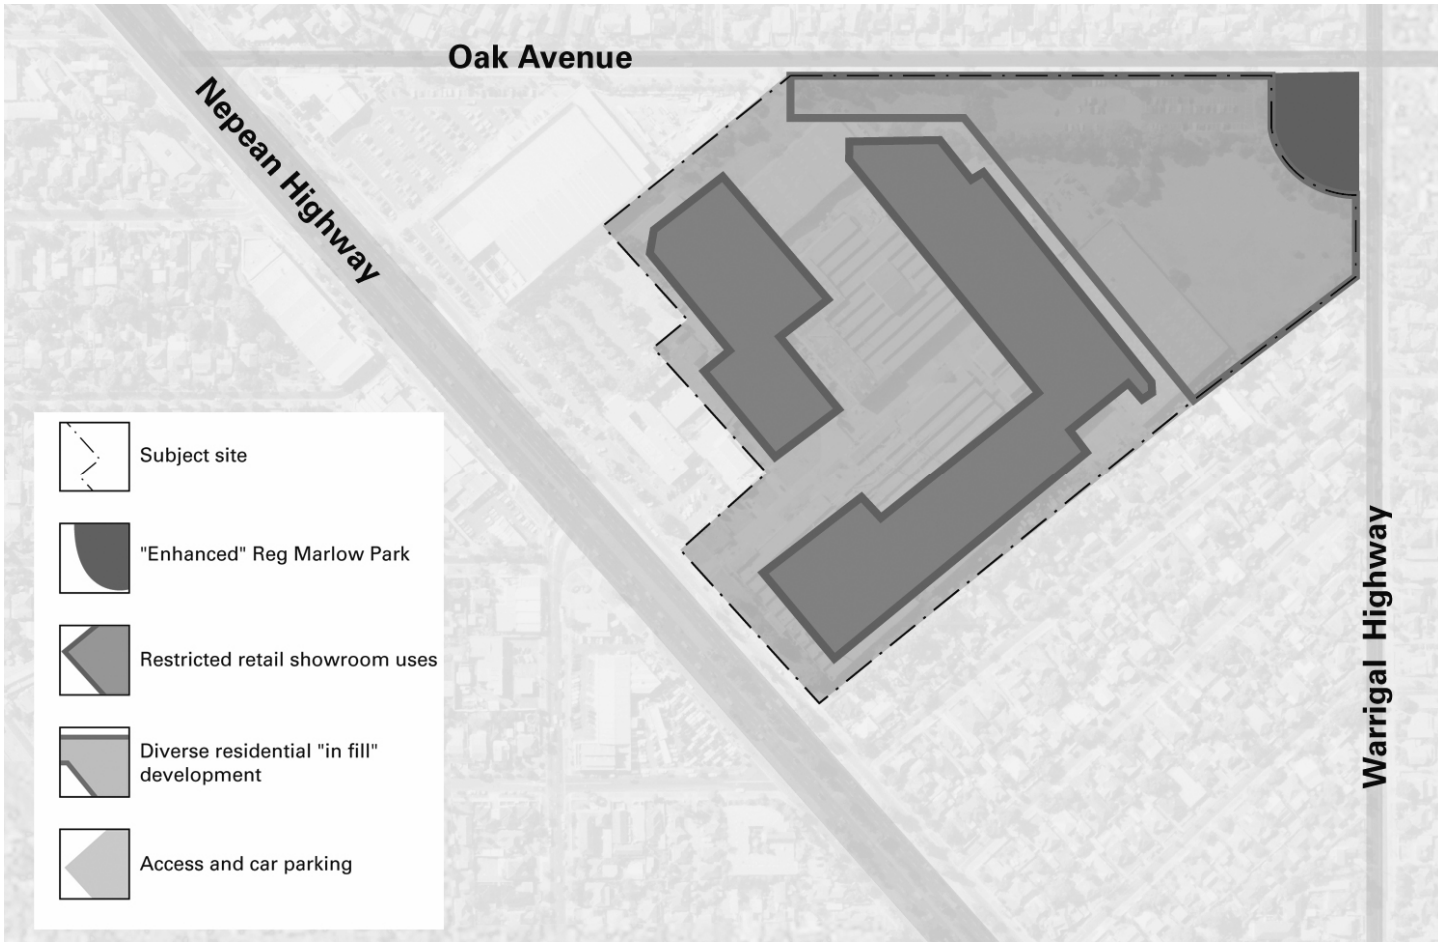 Oak Avenue
Nepean Highway
Warrigal Highway
Subject site
"Enhanced" Reg Marlow Park
Restricted retail showroom uses
Diverse residential "in fill"
development
Access and car parking